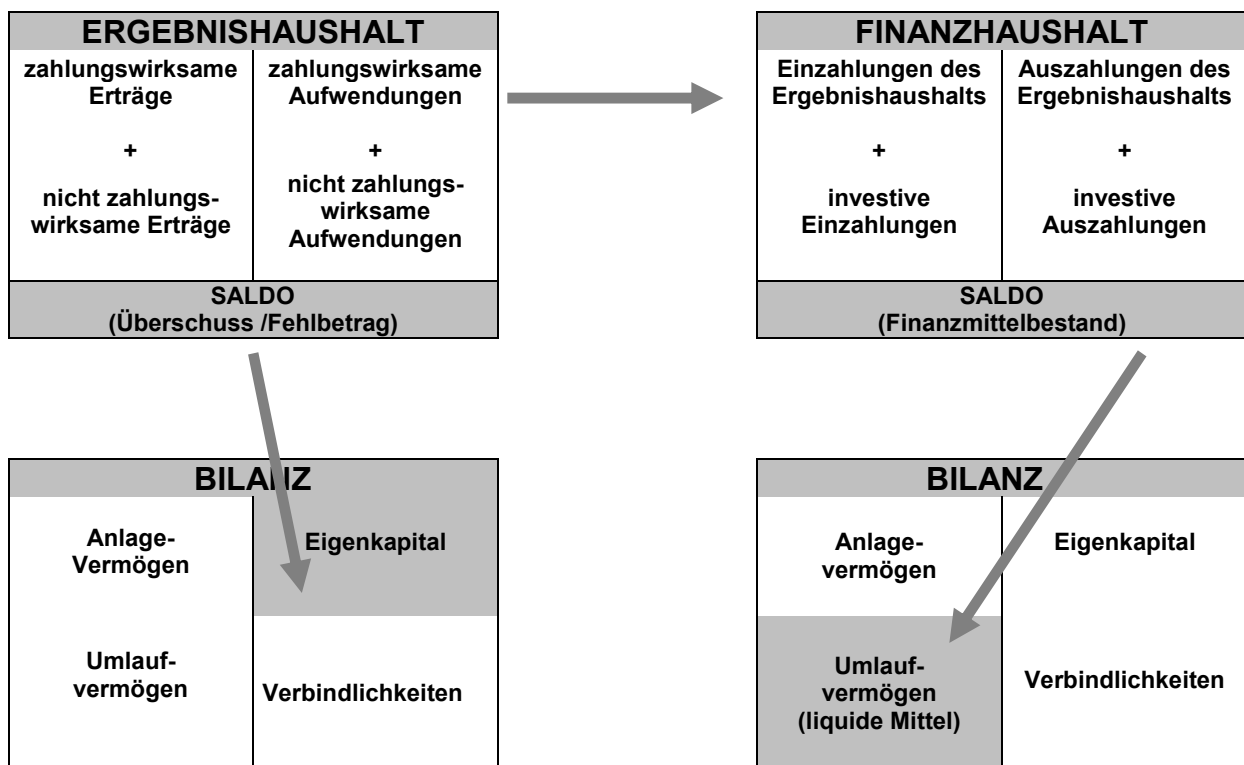 ERGEBNISHAUSHALT
zahlungswirksame
Erträge
+
nicht zahlungs-
wirksame Erträge
zahlungswirksame
Aufwendungen
+
nicht zahlungs-
wirksame
Aufwendungen
SALDO
(Überschuss /Fehlbetrag)
FINANZHAUSHALT
Einzahlungen des
Ergebnishaushalts
+
investive
Einzahlungen
Auszahlungen des
Ergebnishaushalts
+
investive
Auszahlungen
SALDO
(Finanzmittelbestand)
BILANZ
Anlage-
Vermögen
Eigenkapital
Umlauf-
vermögen
Verbindlichkeiten
BILANZ
Anlage-
vermögen
Eigenkapital
Umlauf-
vermögen
(liquide Mittel)
Verbindlichkeiten